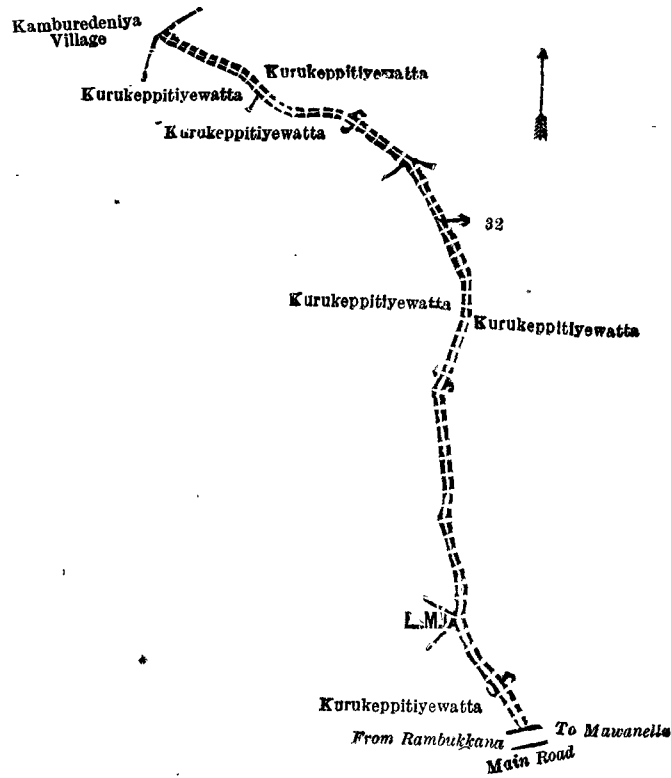 Kamburedeniya
Village
Kurukeppitiyewatta
Kurukeppitiyewatta
Kurukeppitiyewatta
32
Kurukeppitiyewatta
Kurukeppitiyewatta
L.M.
Kurukeppitiyewatta
To Mawanella
From Rambukkana
Main Road